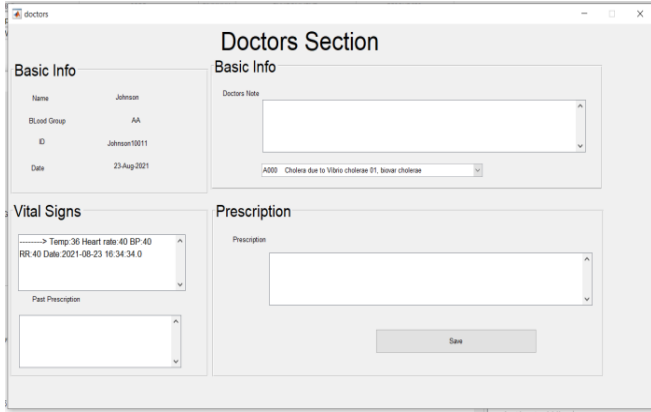 doctors
Doctors Section
Basic Info
Name Johnson
BLood Group AA
ID Johnson10011
Date 23-Aug-2021
Basic Info
Doctors Note
A000 Cholera due to Vibrio cholerae 01, biovar cholerae
Vital Signs
--------> Temp:36 Heart rate:40 BP:40
RR:40 Date:2021-08-23 16:34:34.0
Past Prescription
Prescription
Prescription
Save